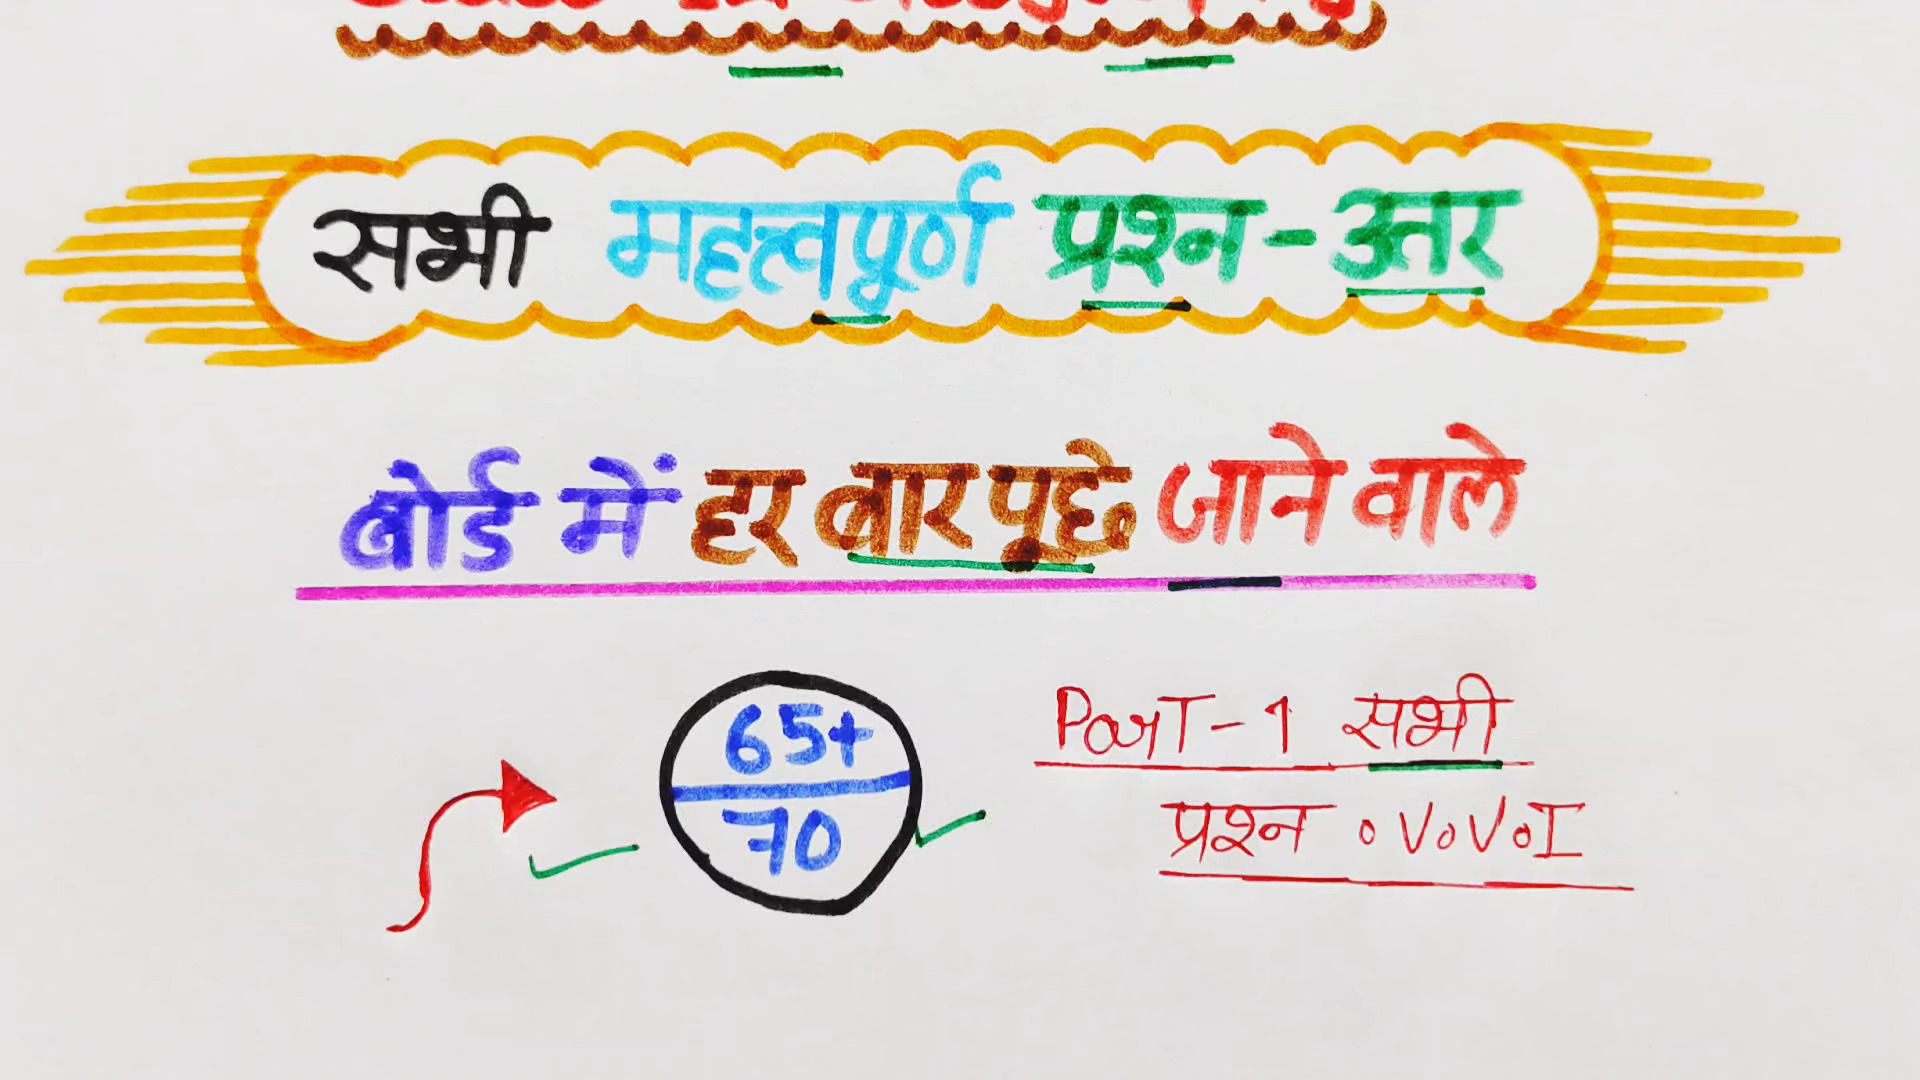 सभी महत्त्वपूर्ण प्रश्न-उत्तर
बोर्ड में हर बार पूछे जाने वाले
65+
70
Part-1 सभी
प्रश्न .V.V.I